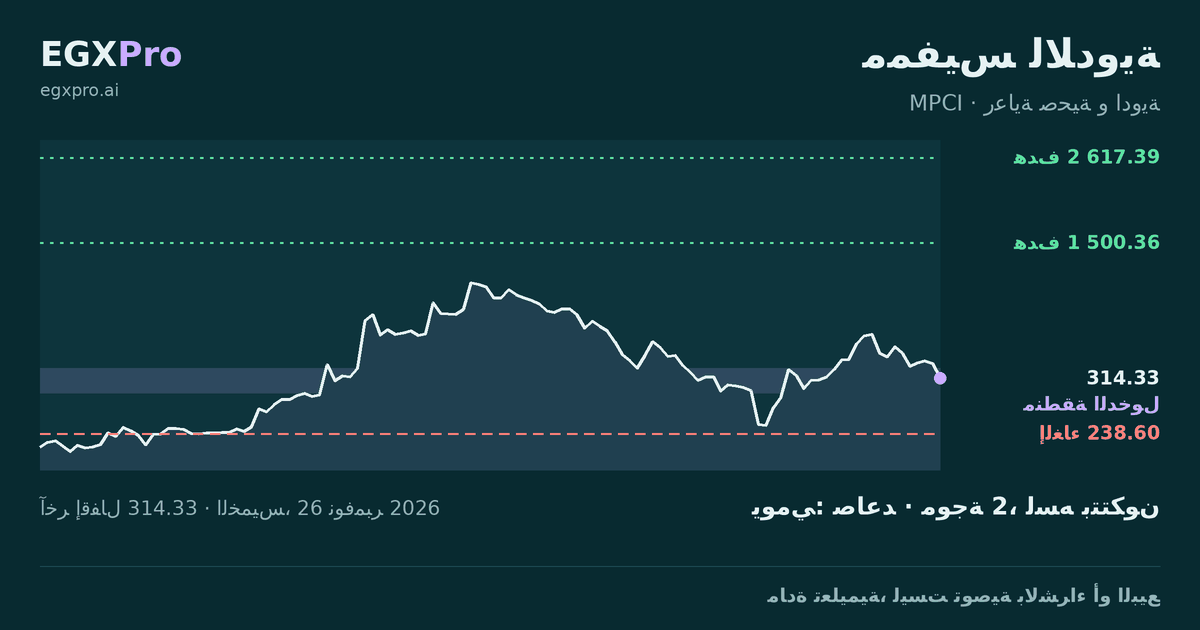 EGXPro
egxpro.ai
ممفيس للادوية
MPCI · رعاية صحية و ادوية
هدف 2 617.39
هدف 1 500.36
314.33
منطقة الدخول
إلغاء 238.60
يومي: صاعد · موجة 2، لسه بتتكون
آخر إقفال 314.33 · الخميس، 26 نوفمبر 2026
مادة تعليمية، ليست توصية بالشراء أو البيع